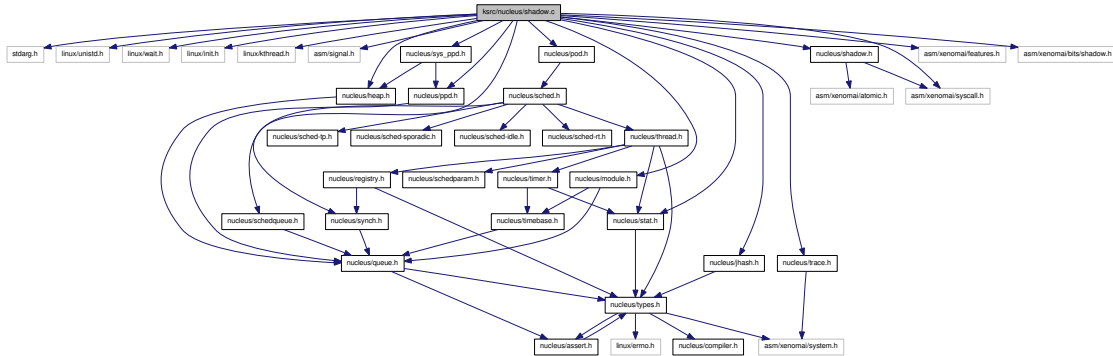 ksrc/nucleus/shadow.c
stdarg.h
linux/unistd.h
linux/wait.h
linux/init.h
linux/kthread.h
asm/signal.h
nucleus/sys_ppd.h
nucleus/pod.h
nucleus/shadow.h
asm/xenomai/features.h
asm/xenomai/bits/shadow.h
nucleus/heap.h
nucleus/ppd.h
nucleus/sched.h
asm/xenomai/atomic.h
asm/xenomai/syscall.h
nucleus/sched-tp.h
nucleus/sched-sporadic.h
nucleus/sched-idle.h
nucleus/sched-rt.h
nucleus/thread.h
nucleus/registry.h
nucleus/schedparam.h
nucleus/timer.h
nucleus/module.h
nucleus/schedqueue.h
nucleus/synch.h
nucleus/timebase.h
nucleus/stat.h
nucleus/queue.h
nucleus/jhash.h
nucleus/trace.h
nucleus/types.h
nucleus/assert.h
linux/errno.h
nucleus/compiler.h
asm/xenomai/system.h